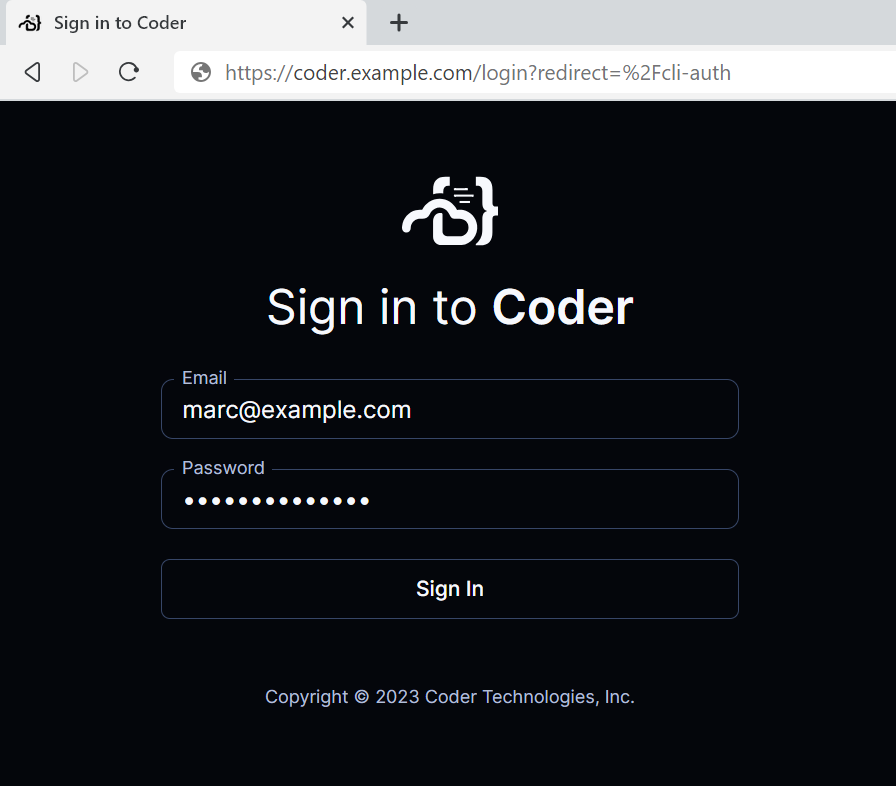 Sign in to Coder
https://coder.example.com/login?redirect=%2Fcli-auth
Sign in to Coder
Email
marc@example.com
Password
••••••••••••••
Sign In
Copyright © 2023 Coder Technologies, Inc.